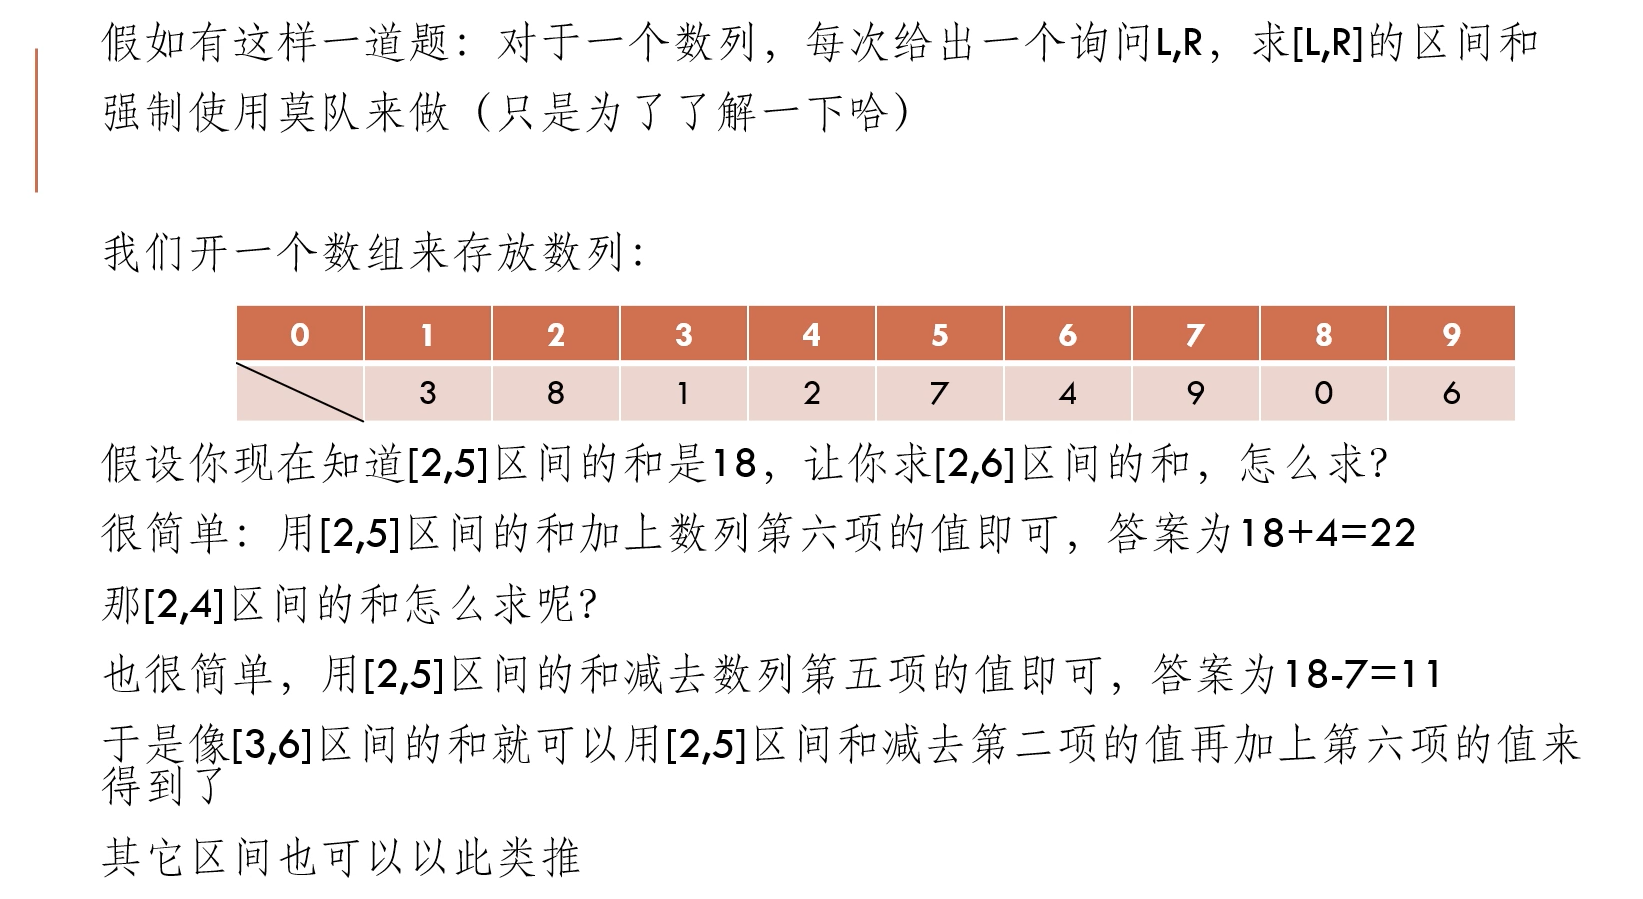 假如有这样一道题：对于一个数列，每次给出一个询问L,R，求[L,R]的区间和
强制使用莫队来做（只是为了了解一下哈）
我们开一个数组来存放数列：
0 1 2 3 4 5 6 7 8 9
3 8 1 2 7 4 9 0 6
假设你现在知道[2,5]区间的和是18，让你求[2,6]区间的和，怎么求？
很简单：用[2,5]区间的和加上数列第六项的值即可，答案为18+4=22
那[2,4]区间的和怎么求呢？
也很简单，用[2,5]区间的和减去数列第五项的值即可，答案为18-7=11
于是像[3,6]区间的和就可以用[2,5]区间和减去第二项的值再加上第六项的值来
得到了
其它区间也可以以此类推